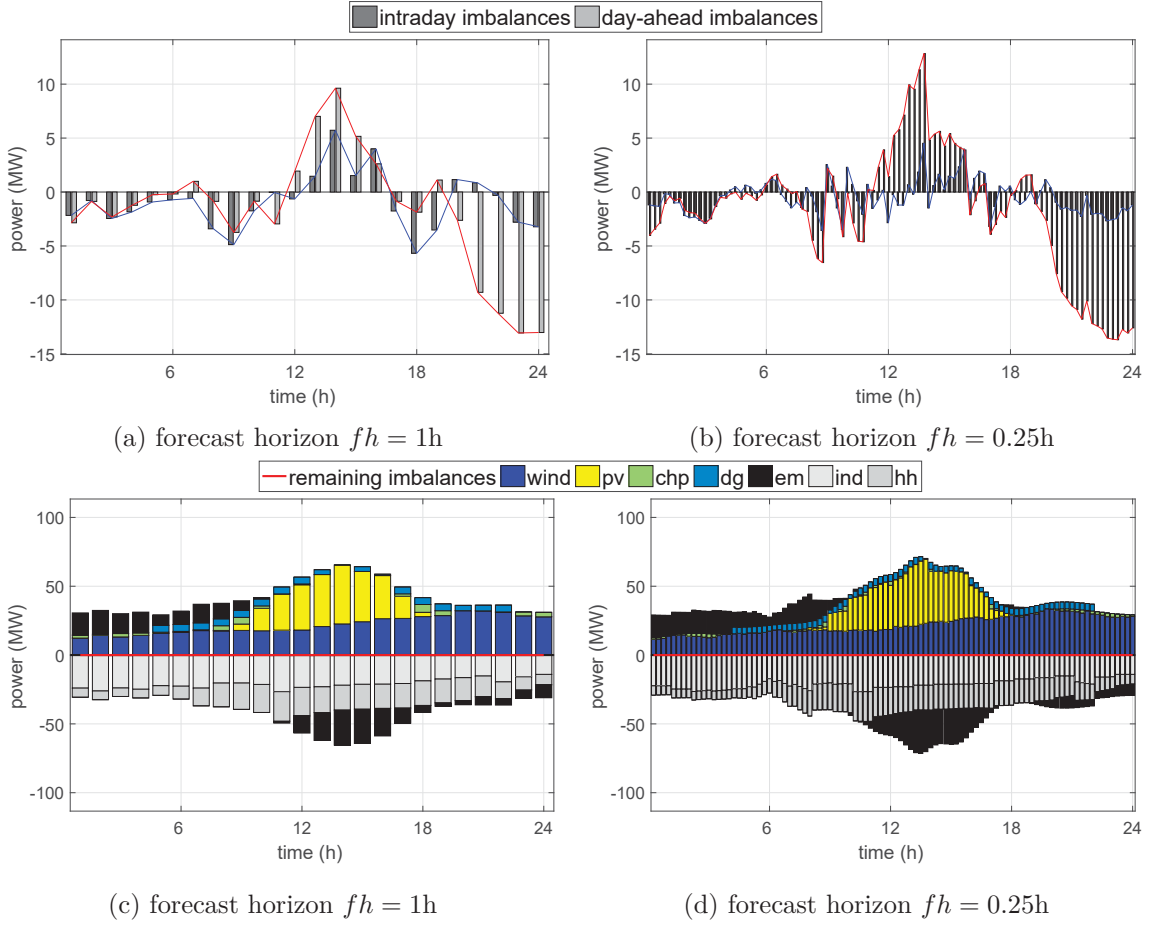 intraday imbalances day-ahead imbalances
10
5
0
-5
-10
-15
power (MW)
6 12 18 24
time (h)
10
5
0
-5
-10
-15
power (MW)
6 12 18 24
time (h)
(a) forecast horizon fh = 1h
(b) forecast horizon fh = 0.25h
remaining imbalances wind pv chp dg em ind hh
100
50
0
-50
-100
power (MW)
6 12 18 24
time (h)
100
50
0
-50
-100
power (MW)
6 12 18 24
time (h)
(c) forecast horizon fh = 1h
(d) forecast horizon fh = 0.25h